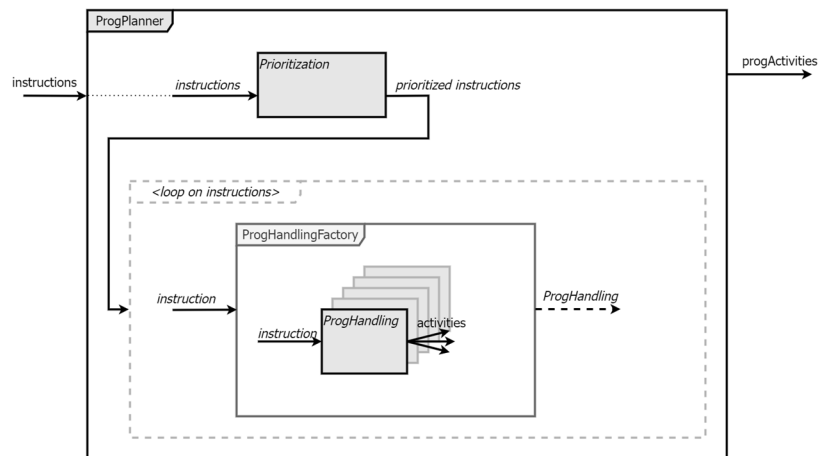 ProgPlanner
progActivities
instructions
instructions
Prioritization
prioritized instructions
<loop on instructions>
ProgHandlingFactory
instruction
ProgHandling
instruction
ProgHandling
activities